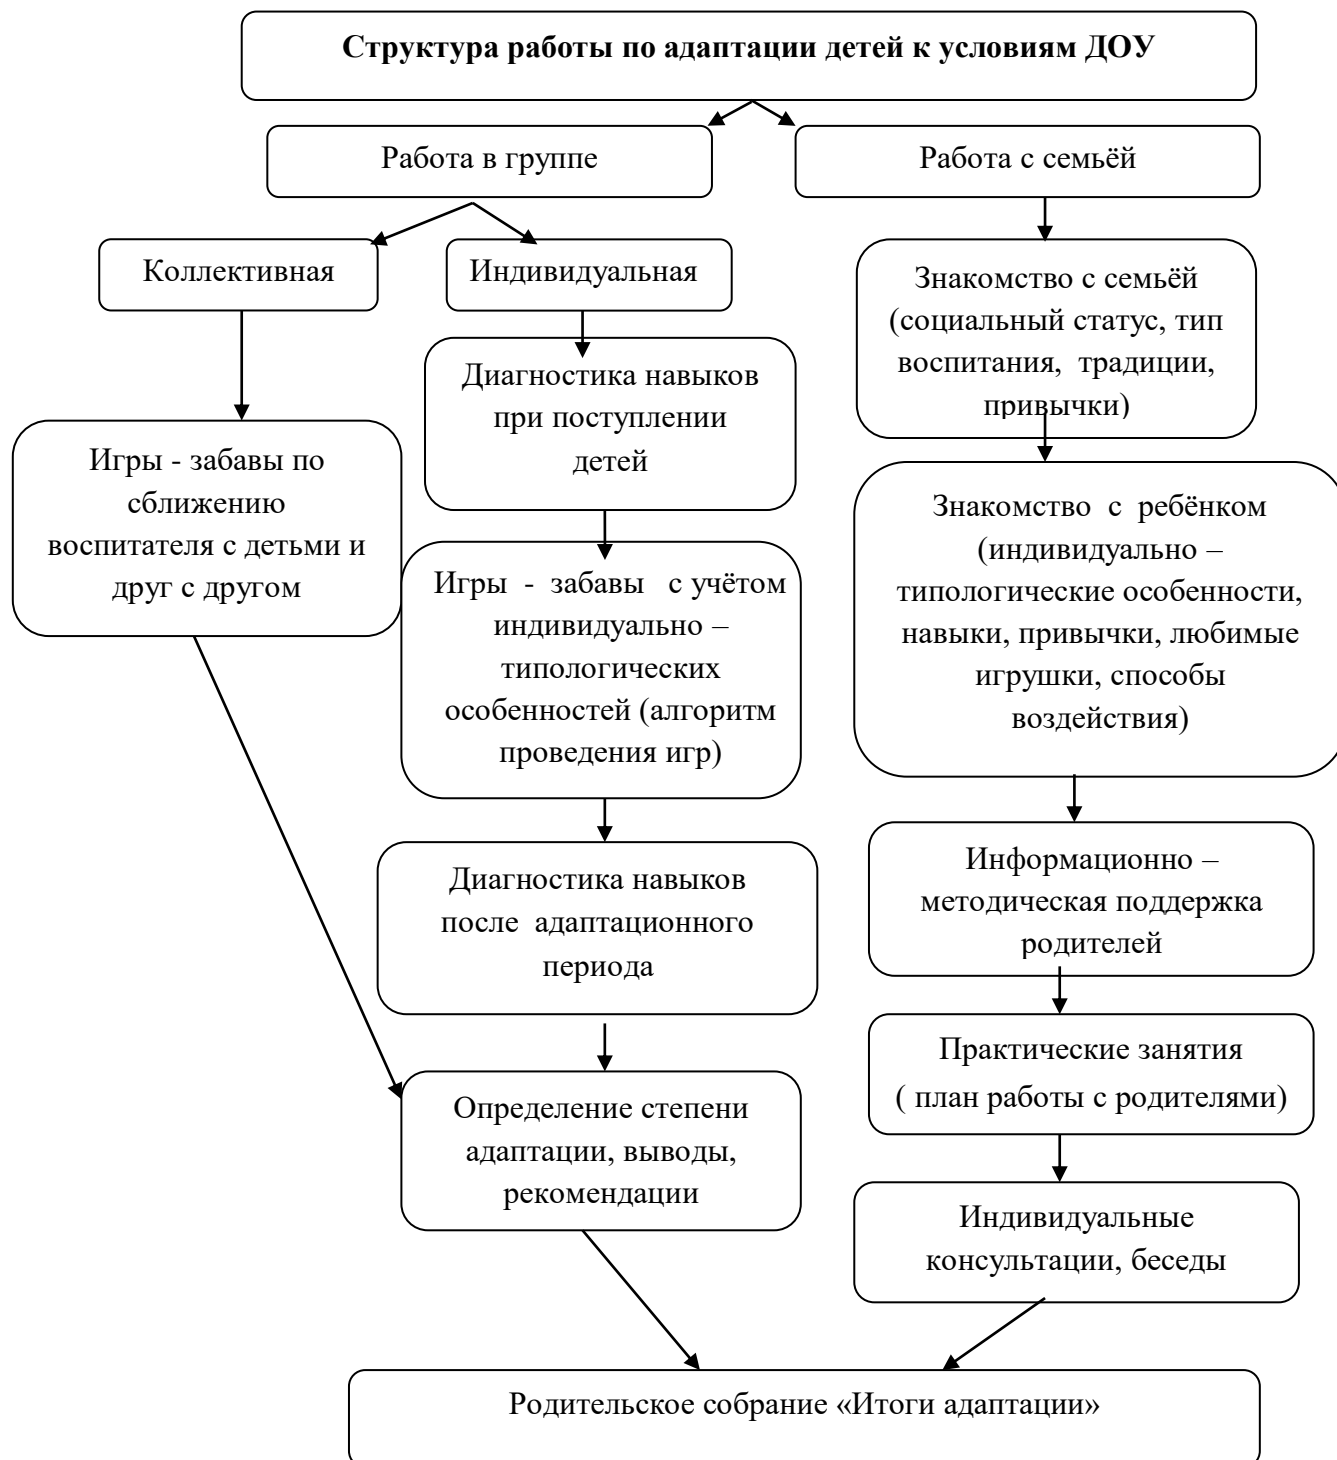 Структура работы по адаптации детей к условиям ДОУ
Работа в группе
Работа с семьёй
Коллективная
Индивидуальная
Знакомство с семьёй
(социальный статус, тип
воспитания, традиции,
привычки)
Диагностика навыков
при поступлении
детей
Игры - забавы по
сближению
воспитателя с детьми и
друг с другом
Знакомство с ребёнком
(индивидуально –
типологические особенности,
навыки, привычки, любимые
игрушки, способы
воздействия)
Игры - забавы с учётом
индивидуально –
типологических
особенностей (алгоритм
проведения игр)
Диагностика навыков
после адаптационного
периода
Информационно –
методическая поддержка
родителей
Практические занятия
( план работы с родителями)
Определение степени
адаптации, выводы,
рекомендации
Индивидуальные
консультации, беседы
Родительское собрание «Итоги адаптации»